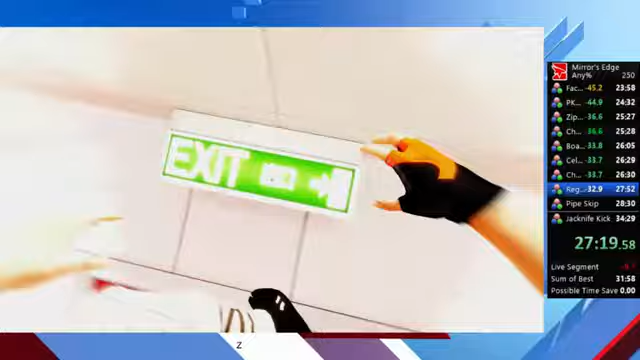 EXIT
Mirror's Edge
Any%
250
Fac... -45.2 23:58
PK... -44.9 24:32
Zip... -36.6 25:27
Ch... -36.6 25:28
Boa... -33.8 26:05
Cel... -33.7 26:29
Ch... -33.7 26:30
Reg... -32.9 27:52
Pipe Skip 28:30
Jacknife Kick 34:29
27:19.58
Live Segment
Sum of Best 31:58
Possible Time Save 0.00
Z